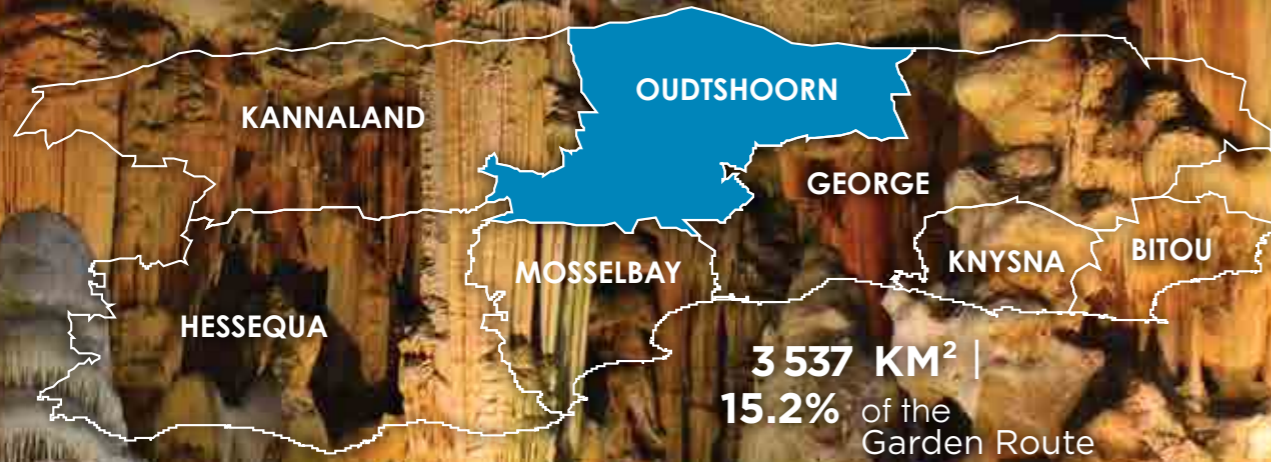 OUDTSHOORN
KANNALAND
GEORGE
KNYSNA
BITOU
MOSSELBAY
HESSEQUA
3 537 KM² |
15.2% of the
Garden Route